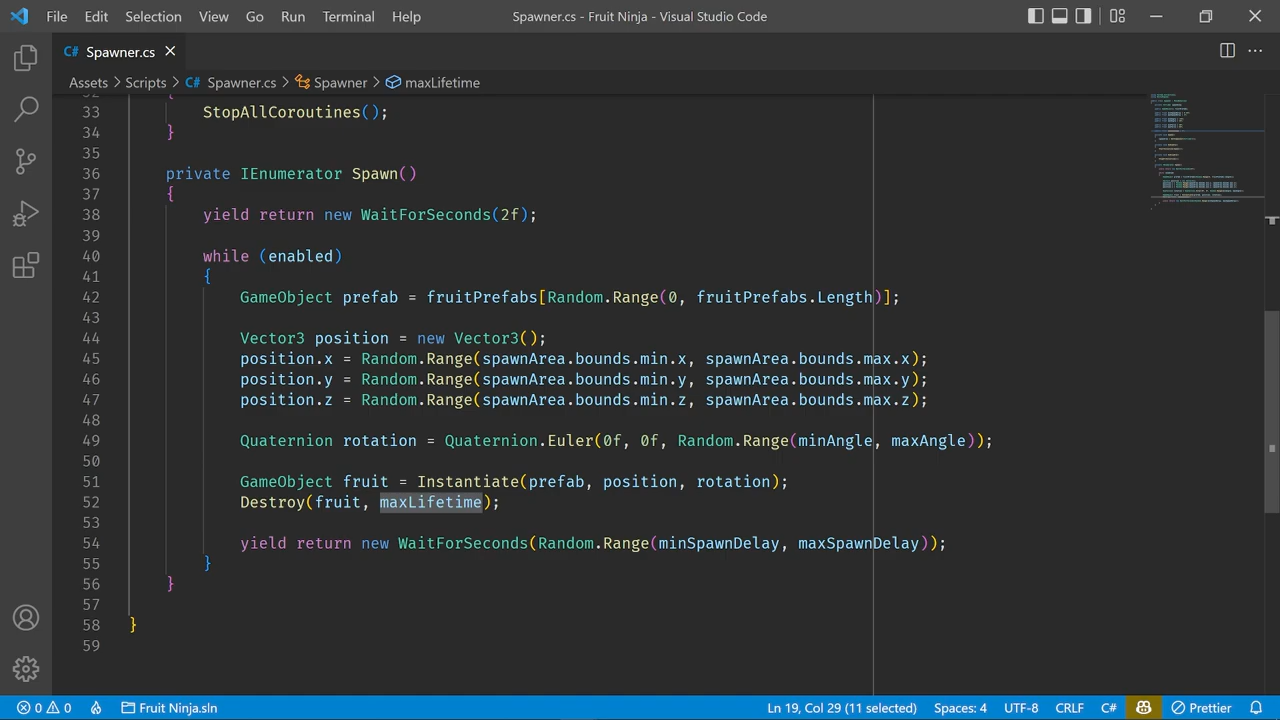 File Edit Selection View Go Run Terminal Help Spawner.cs - Fruit Ninja - Visual Studio Code
C# Spawner.cs
Assets > Scripts > C# Spawner.cs > Spawner > maxLifetime
{
33 StopAllCoroutines();
34 }
35
36 private IEnumerator Spawn()
37 {
38 yield return new WaitForSeconds(2f);
39
40 while (enabled)
41 {
42 GameObject prefab = fruitPrefabs[Random.Range(0, fruitPrefabs.Length)];
43
44 Vector3 position = new Vector3();
45 position.x = Random.Range(spawnArea.bounds.min.x, spawnArea.bounds.max.x);
46 position.y = Random.Range(spawnArea.bounds.min.y, spawnArea.bounds.max.y);
47 position.z = Random.Range(spawnArea.bounds.min.z, spawnArea.bounds.max.z);
48
49 Quaternion rotation = Quaternion.Euler(0f, 0f, Random.Range(minAngle, maxAngle));
50
51 GameObject fruit = Instantiate(prefab, position, rotation);
52 Destroy(fruit, maxLifetime);
53
54 yield return new WaitForSeconds(Random.Range(minSpawnDelay, maxSpawnDelay));
55 }
56 }
57
58 }
59
0 0 Fruit Ninja.sln Ln 19, Col 29 (11 selected) Spaces: 4 UTF-8 CRLF C# Prettier